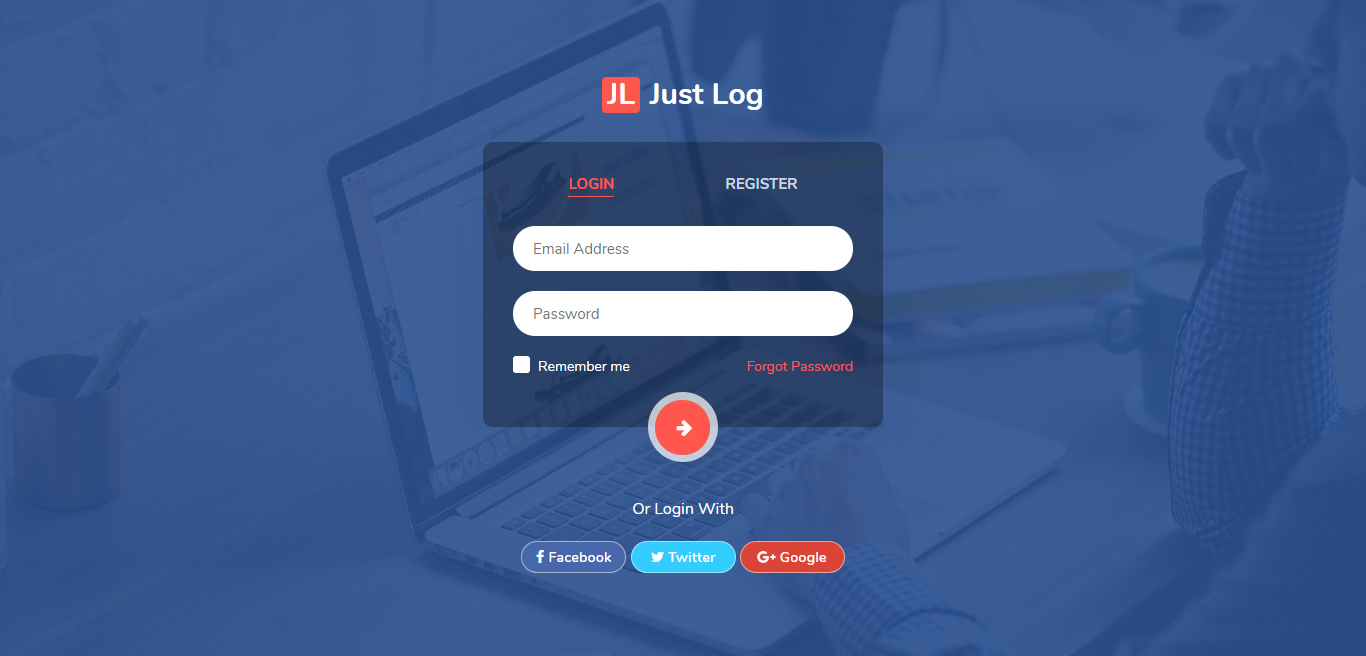 JL Just Log
LOGIN REGISTER
Email Address
Password
Remember me Forgot Password
Or Login With
Facebook Twitter G+ Google